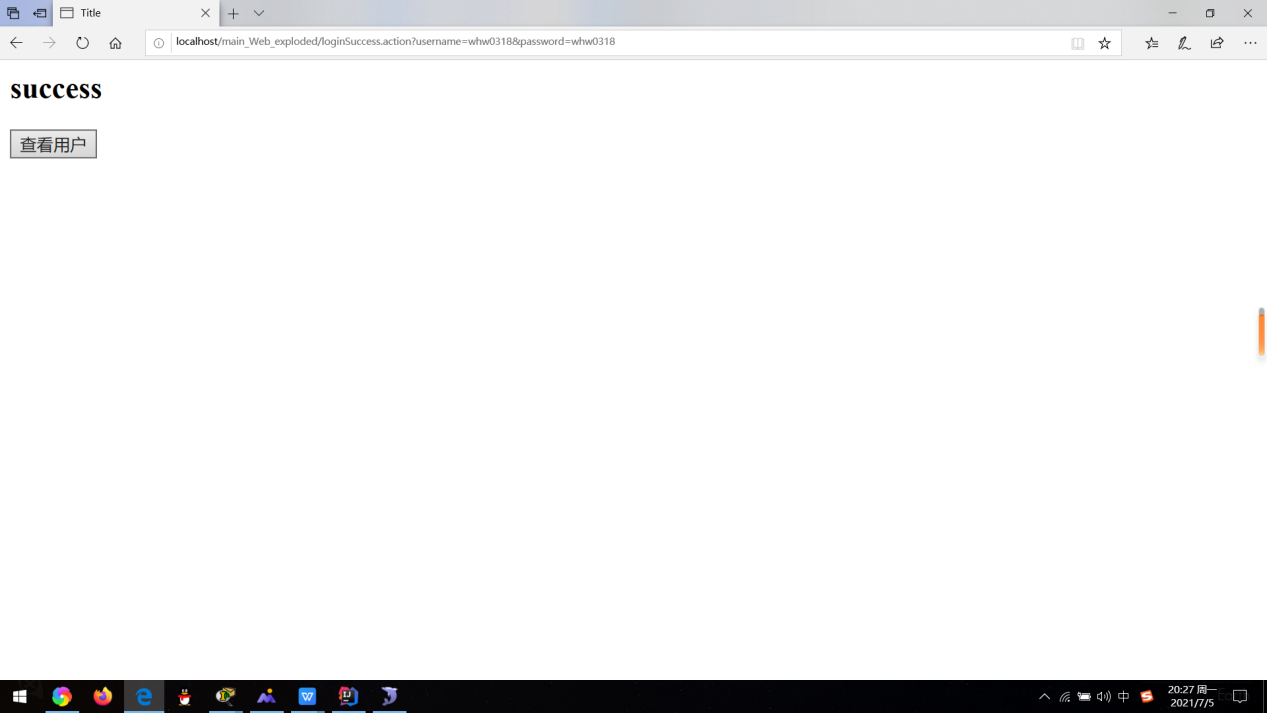 Title
localhost/main_Web_exploded/loginSuccess.action?username=whw0318&password=whw0318
success
查看用户
中
20:27 周一
2021/7/5